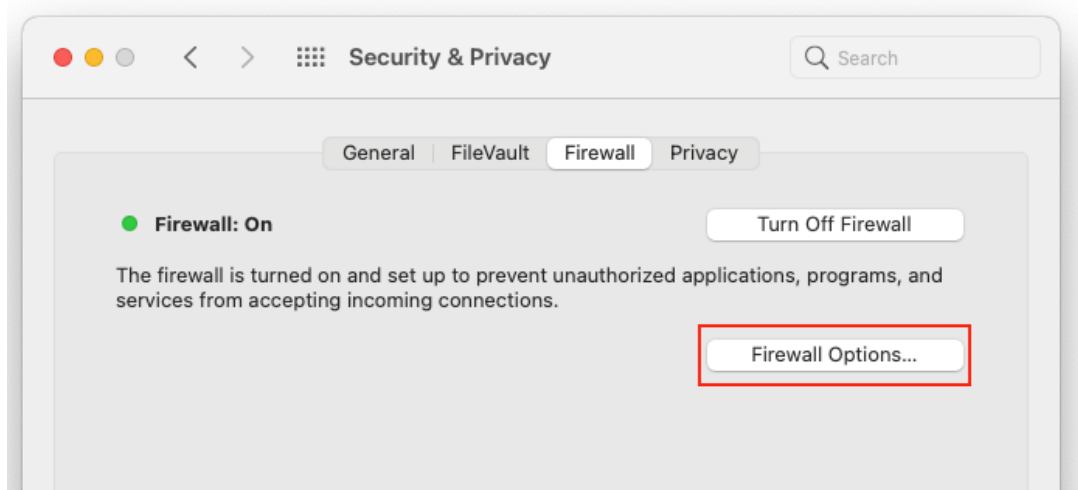 Security & Privacy
Search
General
FileVault
Firewall
Privacy
Firewall: On
Turn Off Firewall
The firewall is turned on and set up to prevent unauthorized applications, programs, and
services from accepting incoming connections.
Firewall Options...